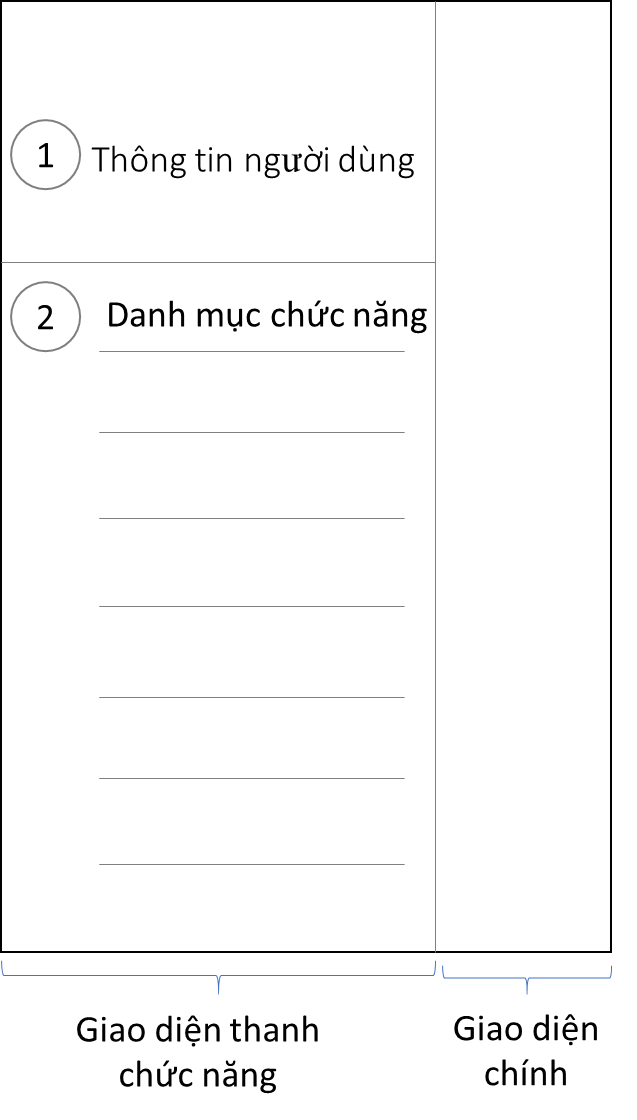 1 Thông tin người dùng
2 Danh mục chức năng
Giao diện thanh
chức năng
Giao diện
chính